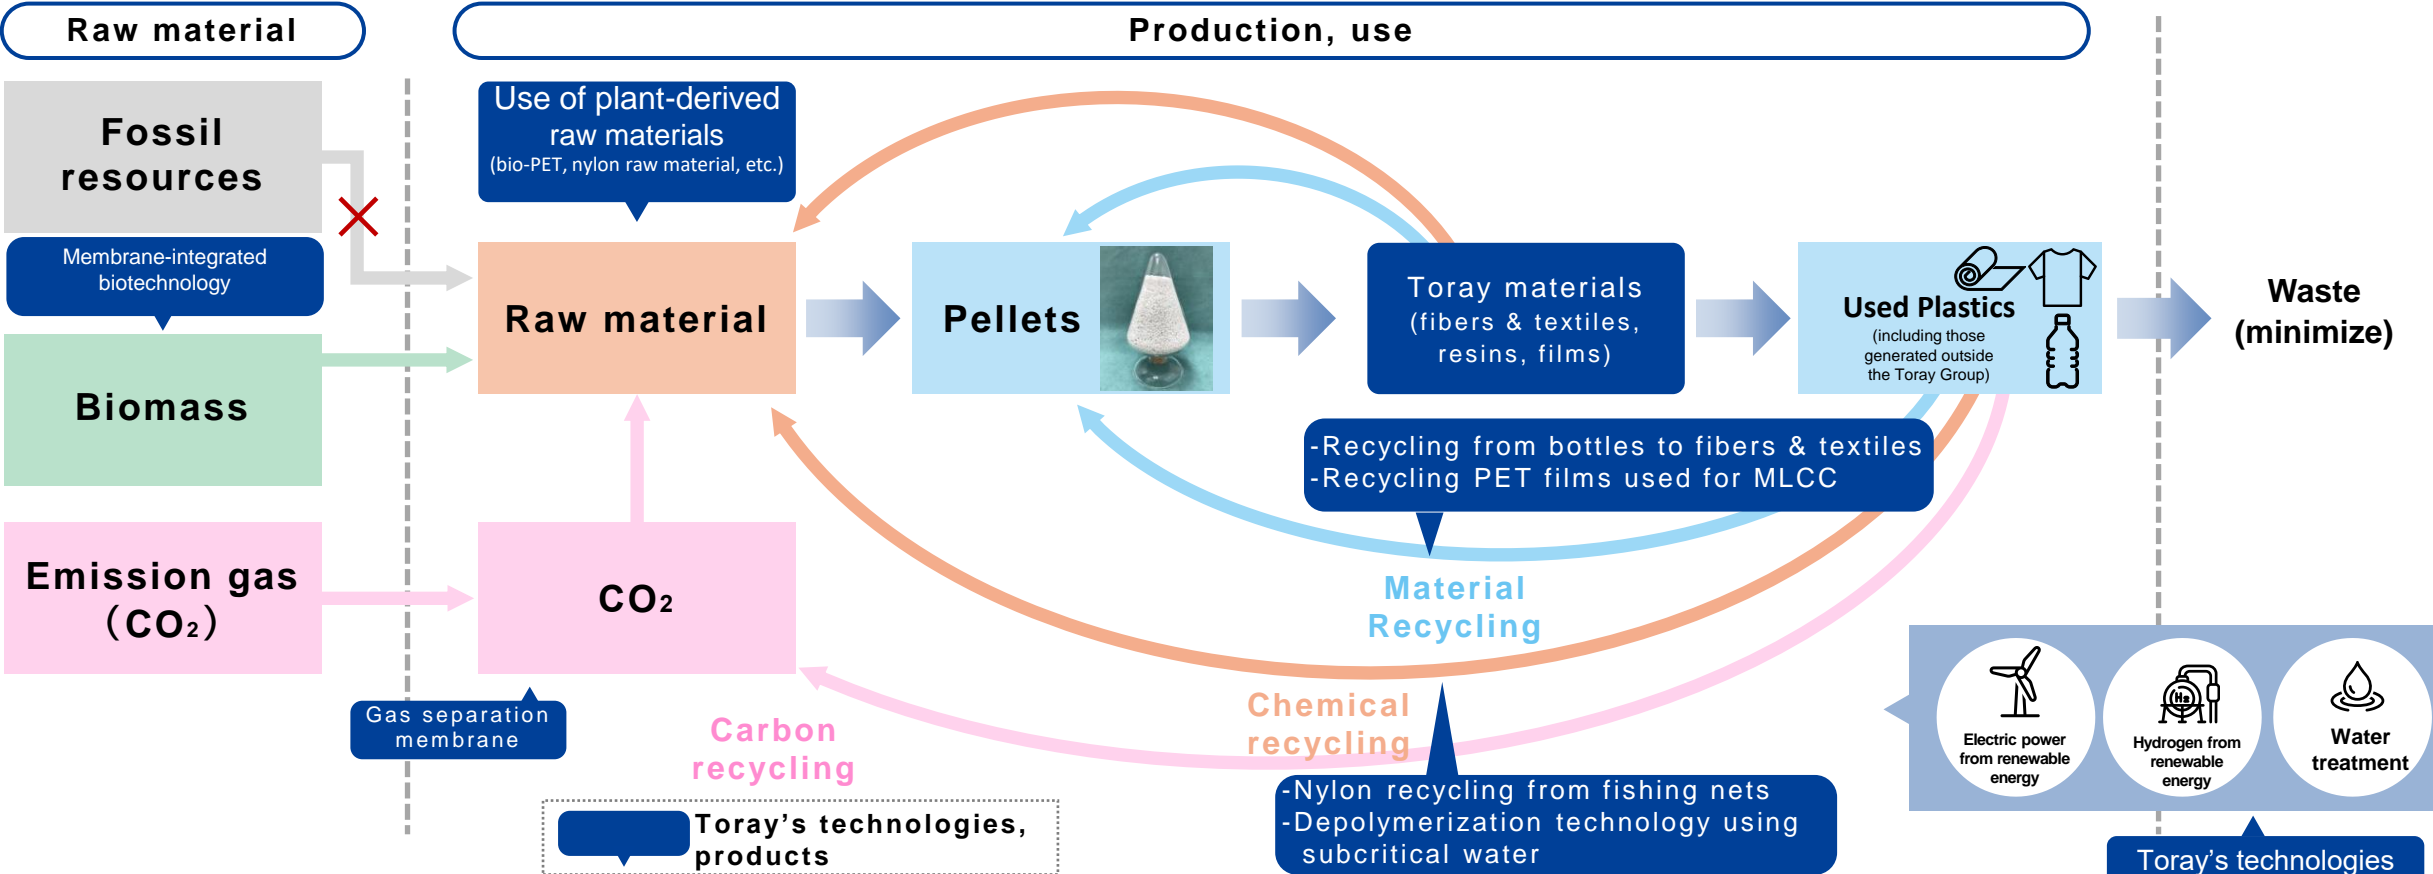 Raw material
Production, use
Fossil
resources
Membrane-integrated
biotechnology
Biomass
Emission gas
（CO₂）
Use of plant-derived
raw materials
(bio-PET, nylon raw material, etc.)
Raw material
CO₂
Gas separation
membrane
Pellets
Toray materials
(fibers & textiles,
resins, films)
Used Plastics
(including those
generated outside
the Toray Group)
Waste
(minimize)
-Recycling from bottles to fibers & textiles
-Recycling PET films used for MLCC
Material
Recycling
Chemical
recycling
Carbon
recycling
-Nylon recycling from fishing nets
-Depolymerization technology using
subcritical water
Toray’s technologies,
products
Electric power
from renewable
energy
H₂
Hydrogen from
renewable
energy
Water
treatment
Toray’s technologies